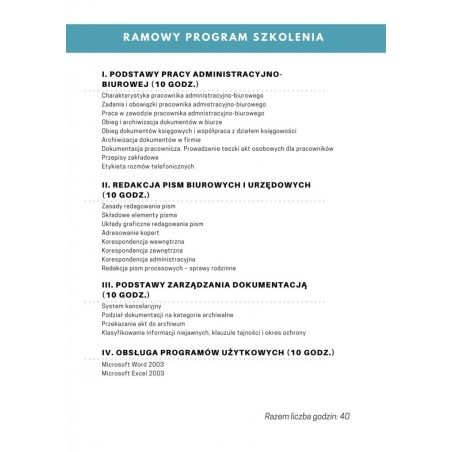 RAMOWY PROGRAM SZKOLENIA
I. PODSTAWY PRACY ADMINISTRACYJNO-
BIUROWEJ (10 GODZ.)
Charakterystyka pracownika administracyjno-biurowego
Zadania i obowiązki pracownika admistracyjno-biurowego
Praca w zawodzie pracownika admistracyjno-biurowego
Obieg i archiwizacja dokumentów w biurze
Obieg dokumentów księgowych i współpraca z działem księgowości
Archiwizacja dokumentów w firmie
Dokumentacja pracownicza. Prowadzenie teczki akt osobowych dla pracowników
Przepisy zakładowe
Etykieta rozmów telefonicznych
II. REDAKCJA PISM BIUROWYCH I URZĘDOWYCH
(10 GODZ.)
Zasady redagowania pism
Składowe elementy pisma
Układy graficzne redagowania pism
Adresowanie kopert
Korespondencja wewnętrzna
Korespondencja zewnętrzna
Korespondencja administracyjna
Redakcja pism procesowych – sprawy rodzinne
III. PODSTAWY ZARZĄDZANIA DOKUMENTACJĄ
(10 GODZ.)
System kancelaryjny
Podział dokumentacji na kategorie archiwalne
Przekazanie akt do archiwum
Klasyfikowanie informacji niejawnych, klauzule tajności i okres ochrony
IV. OBSŁUGA PROGRAMÓW UŻYTKOWYCH (10 GODZ.)
Microsoft Word 2003
Microsoft Excel 2003
Razem liczba godzin: 40